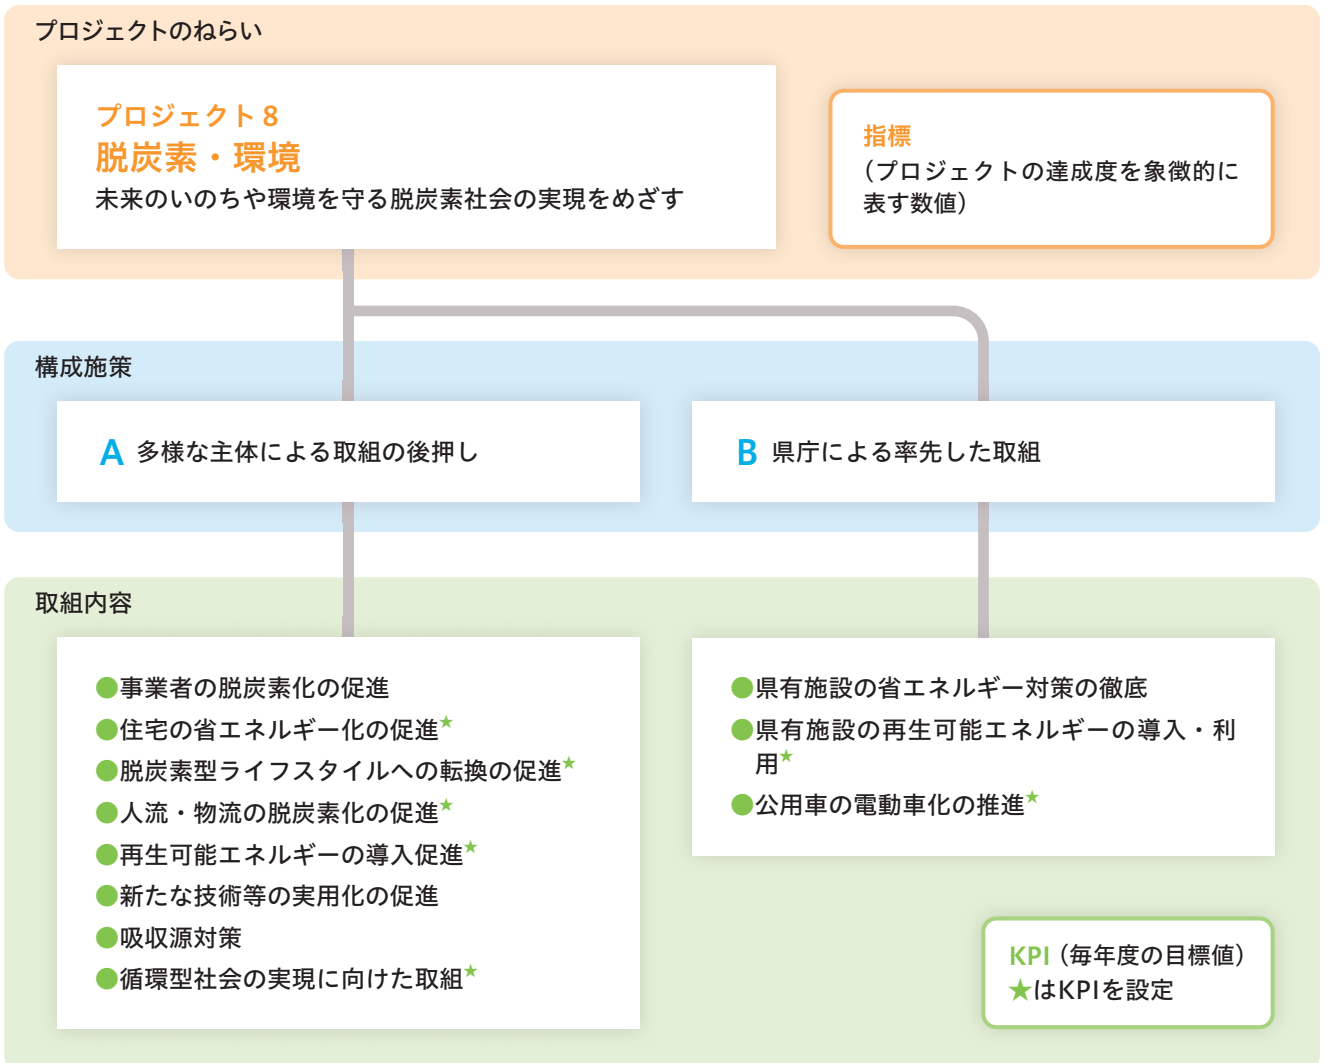 プロジェクトのねらい
プロジェクト8
脱炭素・環境
未来のいのちや環境を守る脱炭素社会の実現をめざす
指標
（プロジェクトの達成度を象徴的に
表す数値）
構成施策
A 多様な主体による取組の後押し
B 県庁による率先した取組
取組内容
●事業者の脱炭素化の促進
●住宅の省エネルギー化の促進★
●脱炭素型ライフスタイルへの転換の促進★
●人流・物流の脱炭素化の促進★
●再生可能エネルギーの導入促進★
●新たな技術等の実用化の促進
●吸収源対策
●循環型社会の実現に向けた取組★
●県有施設の省エネルギー対策の徹底
●県有施設の再生可能エネルギーの導入・利
用★
●公用車の電動車化の推進★
KPI（毎年度の目標値）
★はKPIを設定